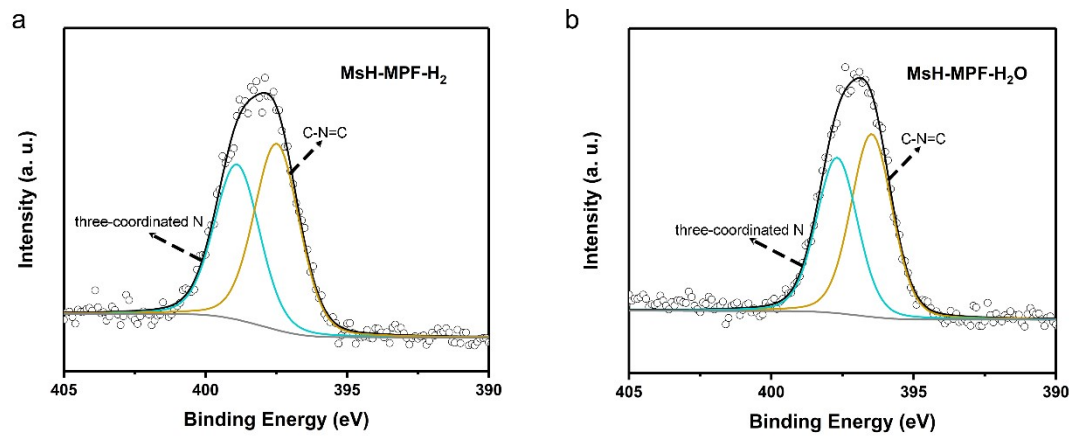 a
MsH-MPF-H₂
C-N=C
three-coordinated N
Intensity (a. u.)
405 400 395 390
Binding Energy (eV)
b
MsH-MPF-H₂O
C-N=C
three-coordinated N
Intensity (a. u.)
405 400 395 390
Binding Energy (eV)